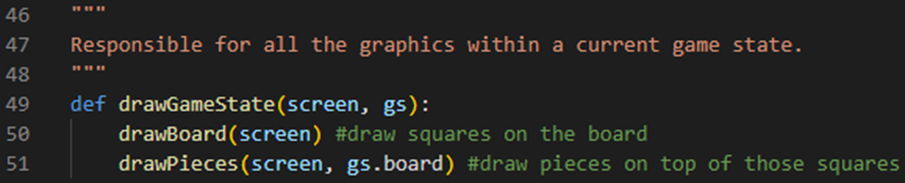 46 """
47 Responsible for all the graphics within a current game state.
48 """
49 def drawGameState(screen, gs):
50 drawBoard(screen) #draw squares on the board
51 drawPieces(screen, gs.board) #draw pieces on top of those squares